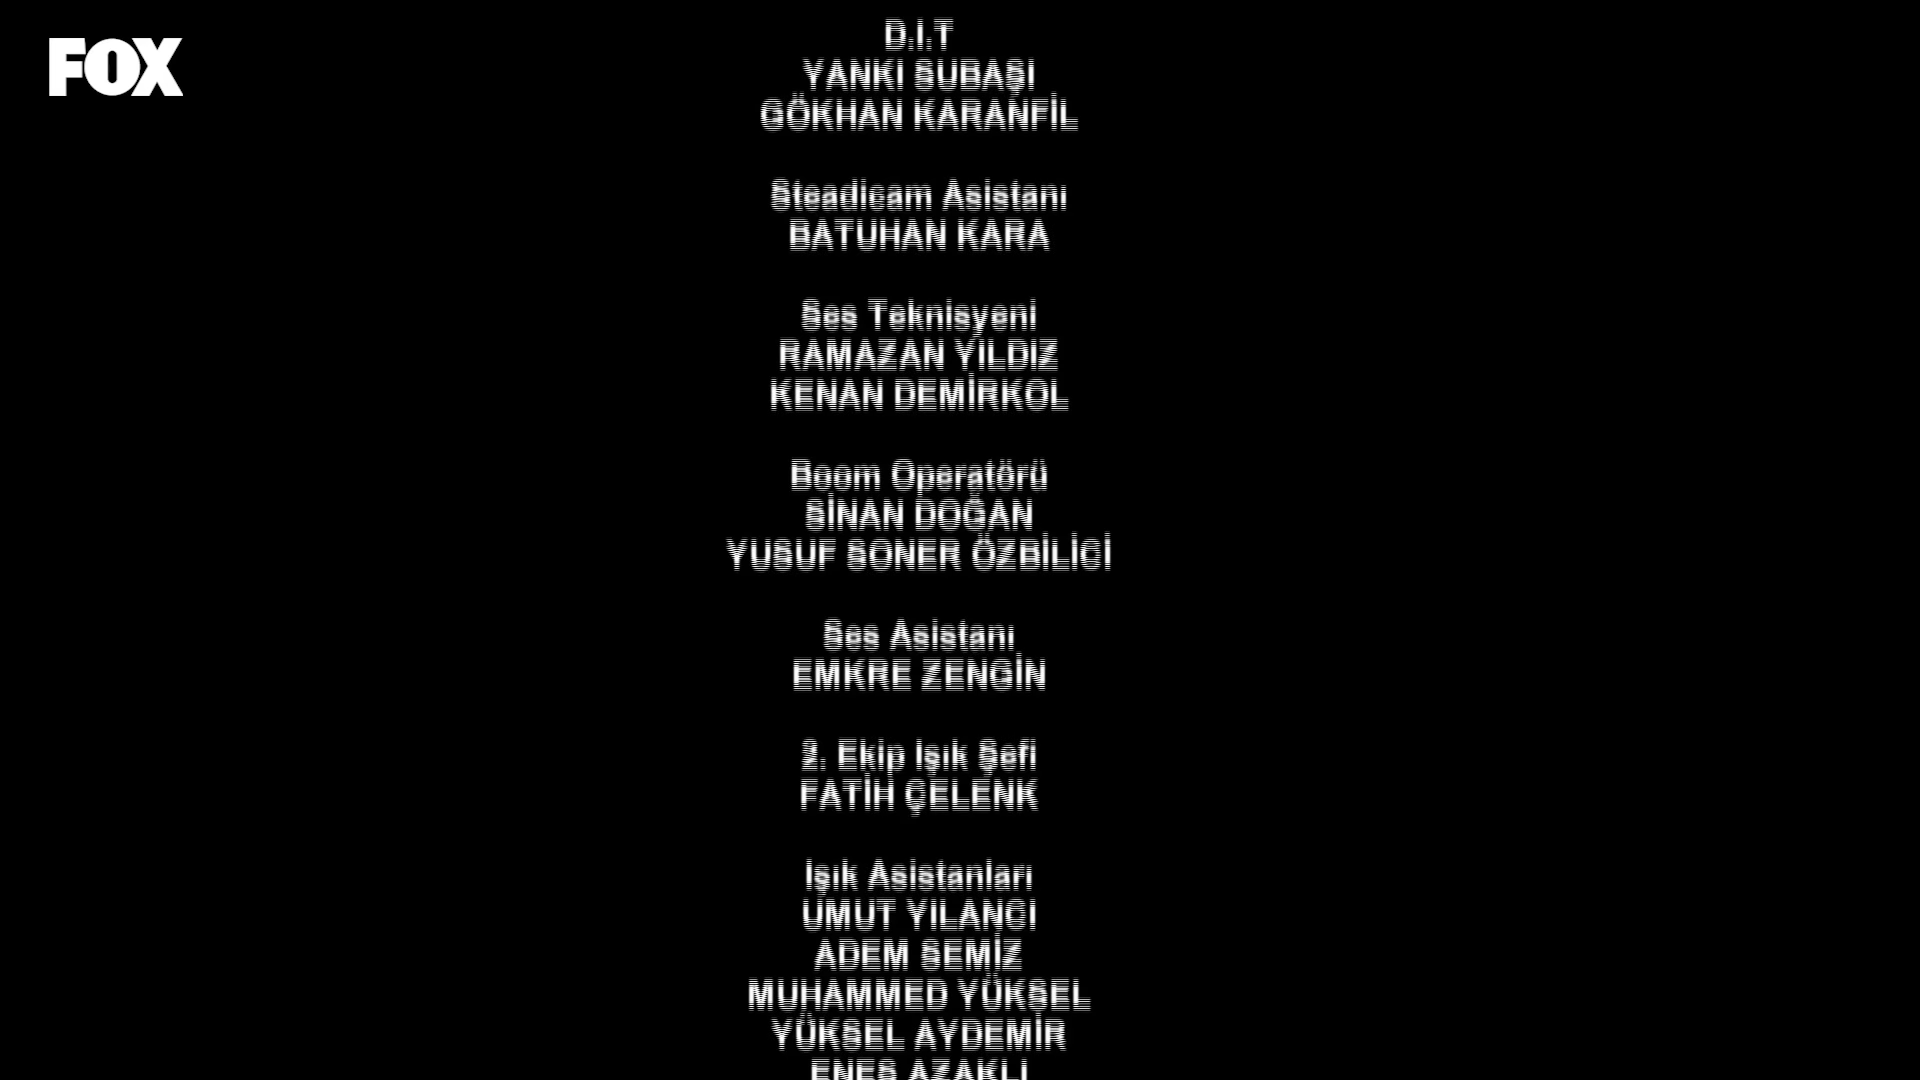 FOX
D.I.T
YANKI SUBAŞI
GÖKHAN KARANFİL
Steadicam Asistanı
BATUHAN KARA
Ses Teknisyeni
RAMAZAN YILDIZ
KENAN DEMİRKOL
Boom Operatörü
SİNAN DOĞAN
YUSUF SONER ÖZBİLİCİ
Ses Asistanı
EMKRE ZENGİN
2. Ekip Işık Şefi
FATİH ÇELENK
Işık Asistanları
UMUT YILANCI
ADEM SEMİZ
MUHAMMED YÜKSEL
YÜKSEL AYDEMİR
ENES AZAKLI